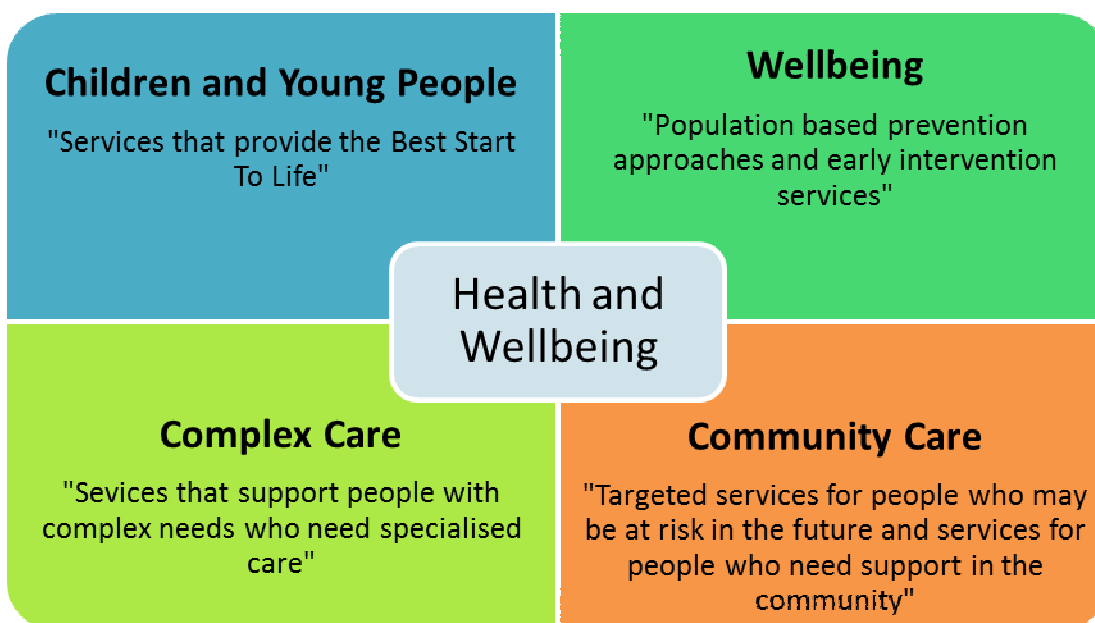 Children and Young People
"Services that provide the Best Start
To Life"
Wellbeing
"Population based prevention
approaches and early intervention
services"
Health and
Wellbeing
Complex Care
"Sevices that support people with
complex needs who need specialised
care"
Community Care
"Targeted services for people who may
be at risk in the future and services for
people who need support in the
community"